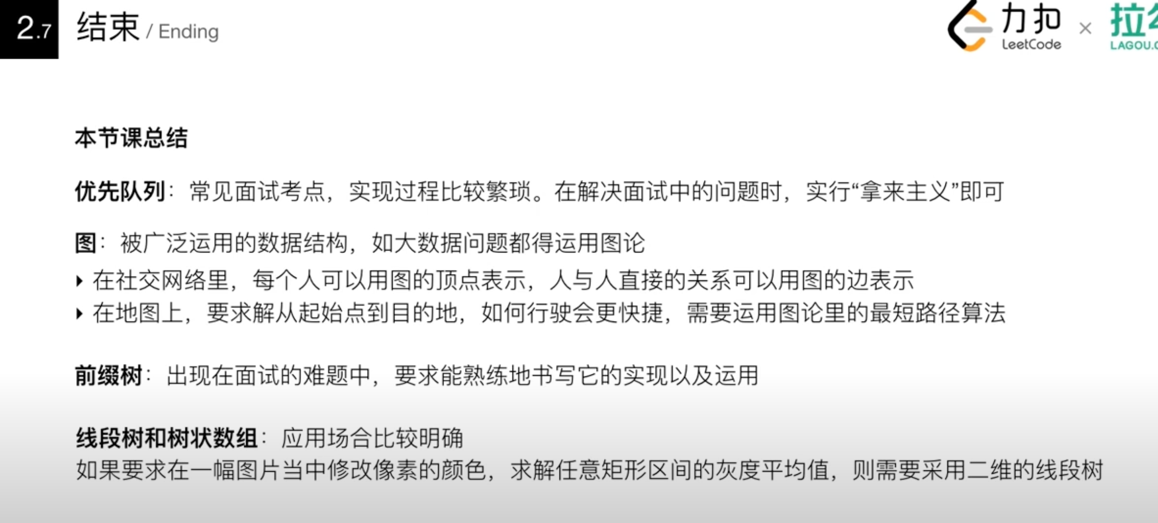 2.7 结束 / Ending
力扣 LeetCode × 拉
LAGOU.
本节课总结
优先队列：常见面试考点，实现过程比较繁琐。在解决面试中的问题时，实行“拿来主义”即可
图：被广泛运用的数据结构，如大数据问题都得运用图论
▸ 在社交网络里，每个人可以用图的顶点表示，人与人直接的关系可以用图的边表示
▸ 在地图上，要求解从起始点到目的地，如何行驶会更快捷，需要运用图论里的最短路径算法
前缀树：出现在面试的难题中，要求能熟练地书写它的实现以及运用
线段树和树状数组：应用场合比较明确
如果要求在一幅图片当中修改像素的颜色，求解任意矩形区间的灰度平均值，则需要采用二维的线段树